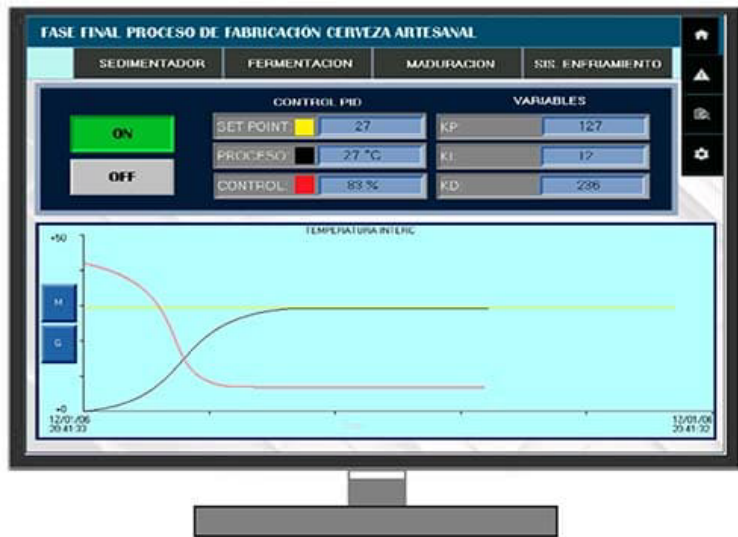 FASE FINAL PROCESO DE FABRICACIÓN CERVEZA ARTESANAL
SEDIMENTADOR FERMENTACION MADURACION SIS. ENFRIAMIENTO
CONTROL PID VARIABLES
ON
OFF
SET POINT: 27
PROCESO: 27 °C
CONTROL: 83 %
KP 127
KI 12
KD 236
TEMPERATURA INTERC
+50
M
G
+0
12/01/06
20:41:33
12/01/06
20:41:32